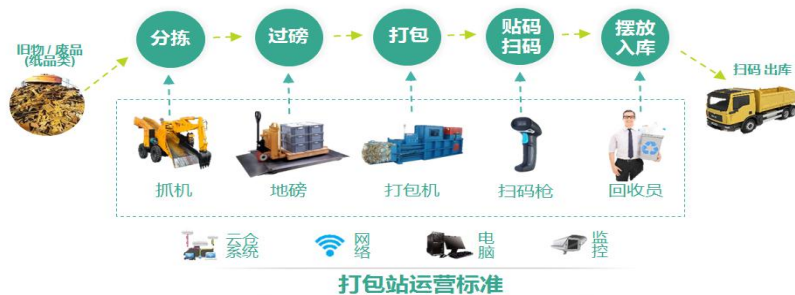 旧物/废品
(纸品类)
分拣
过磅
打包
贴码
扫码
摆放
入库
扫码 出库
抓机
地磅
打包机
扫码枪
回收员
云仓
系统
网
络
电
脑
监
控
打包站运营标准